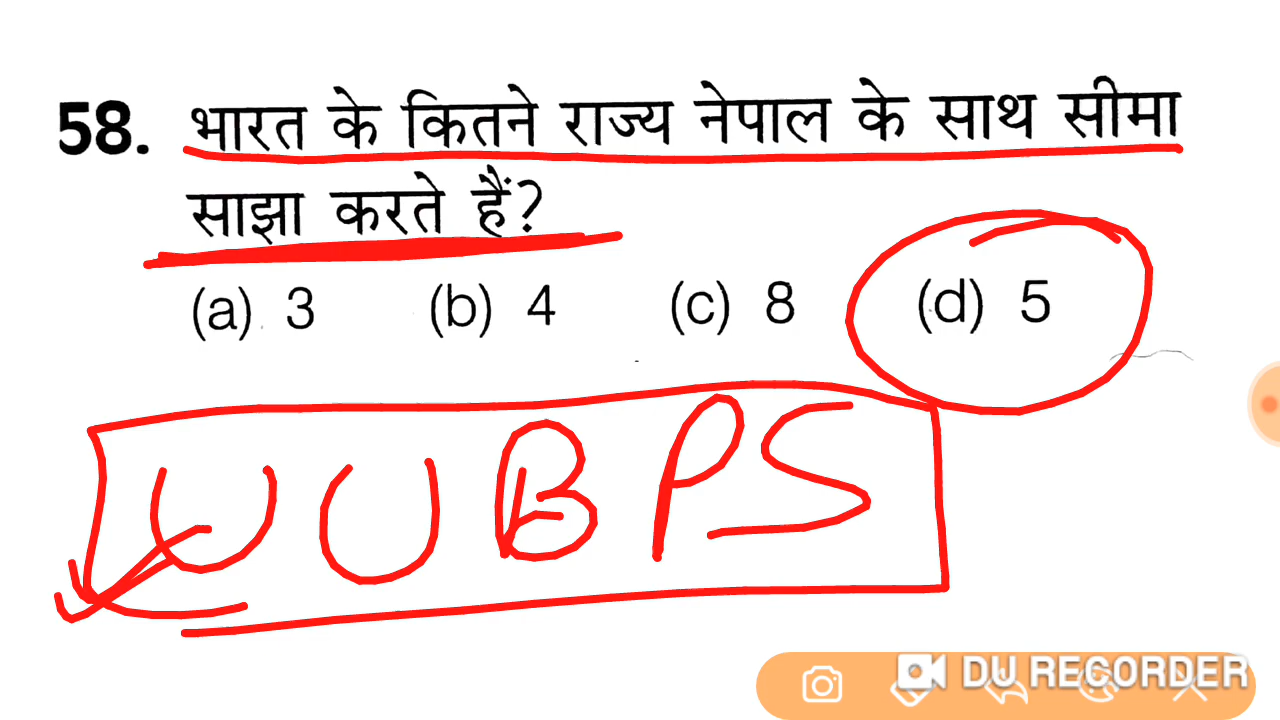 58. भारत के कितने राज्य नेपाल के साथ सीमा
साझा करते हैं?
(a) 3 (b) 4 (c) 8 (d) 5
UUBPS
DU RECORDER